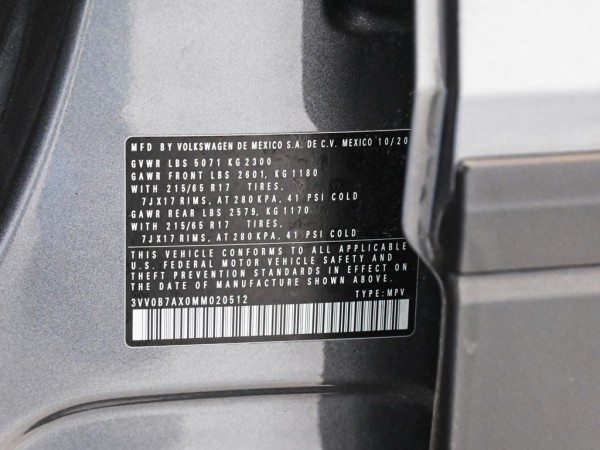 MFD BY VOLKSWAGEN DE MEXICO S.A. DE C.V. MEXICO 10/20
GVWR LBS 5071 KG 2300
GAWR FRONT LBS 2601, KG 1180
WITH 215/65 R17 TIRES,
7JX17 RIMS, AT 280 KPA, 41 PSI COLD
GAWR REAR LBS 2579, KG 1170
WITH 215/65 R17 TIRES,
7JX17 RIMS, AT 280 KPA, 41 PSI COLD
THIS VEHICLE CONFORMS TO ALL APPLICABLE
U.S. FEDERAL MOTOR VEHICLE SAFETY AND
THEFT PREVENTION STANDARDS IN EFFECT ON
THE DATE OF MANUFACTURE SHOWN ABOVE.
3VV0B7AX0MM020512 TYPE: MPV